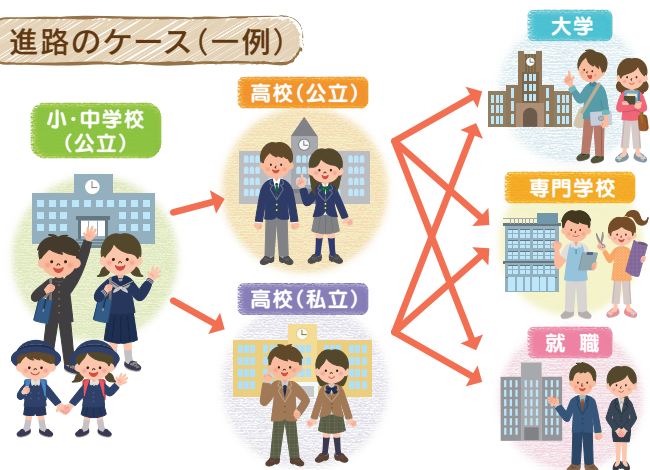 進路のケース(一例)
小・中学校
(公立)
高校(公立)
高校(私立)
大学
専門学校
就 職